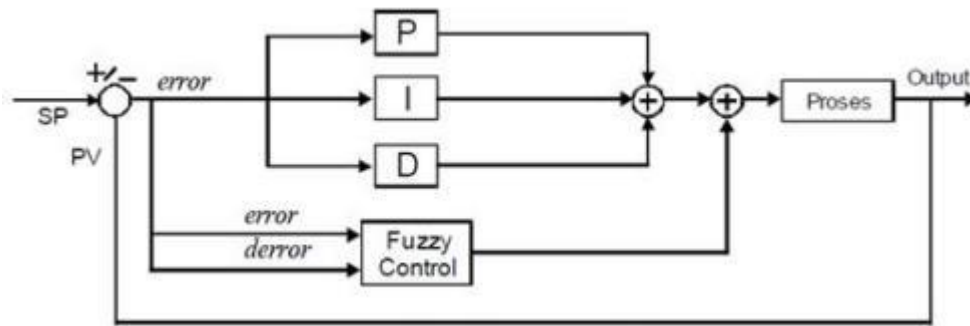 P
+/-
error
I
+
+
Proses
Output
SP
PV
D
error
derror
Fuzzy
Control